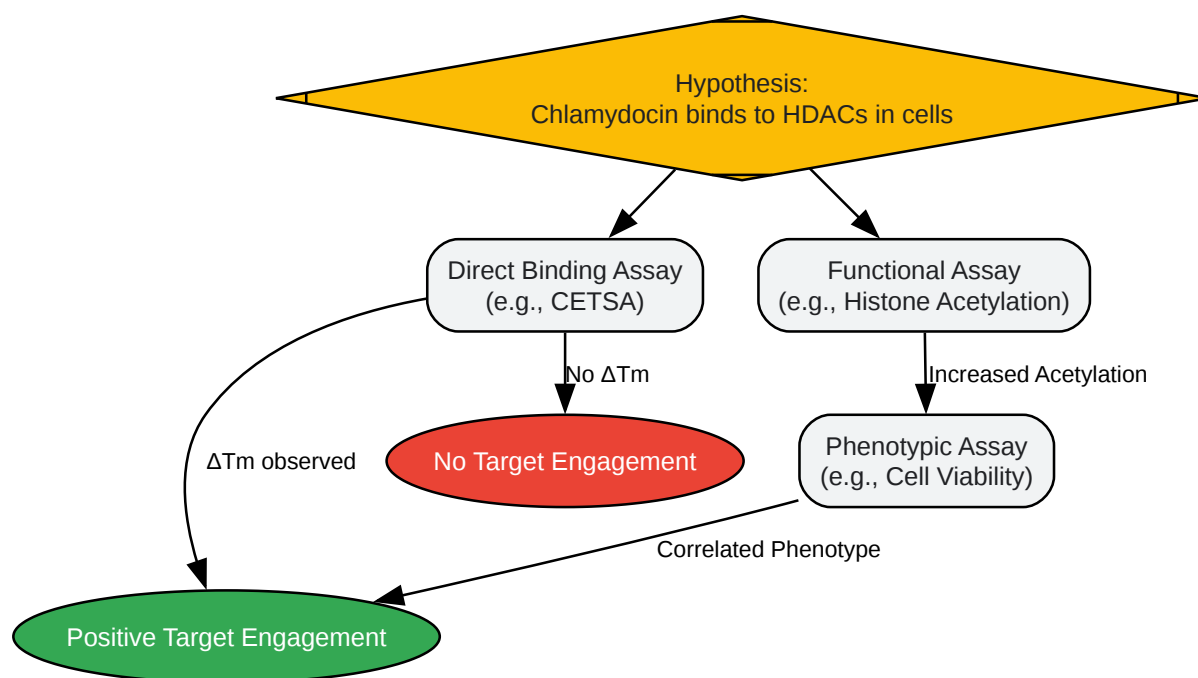 Hypothesis:
Chlamydocin binds to HDACs in cells
Direct Binding Assay
(e.g., CETSA)
Functional Assay
(e.g., Histone Acetylation)
No ΔTm
Increased Acetylation
ΔTm observed
No Target Engagement
Phenotypic Assay
(e.g., Cell Viability)
Correlated Phenotype
Positive Target Engagement